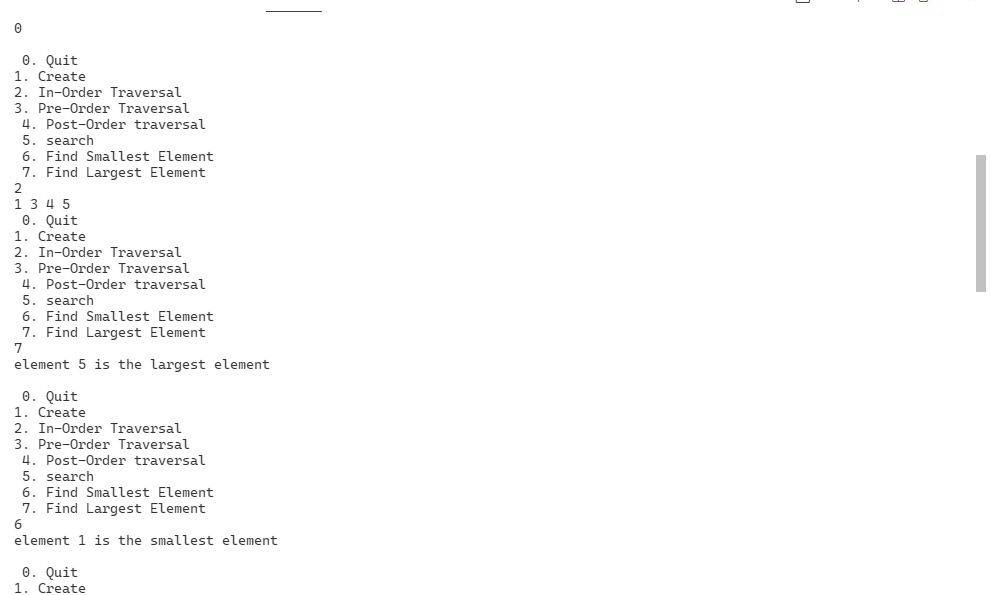 0
0. Quit
1. Create
2. In-Order Traversal
3. Pre-Order Traversal
4. Post-Order traversal
5. search
6. Find Smallest Element
7. Find Largest Element
2
1 3 4 5
0. Quit
1. Create
2. In-Order Traversal
3. Pre-Order Traversal
4. Post-Order traversal
5. search
6. Find Smallest Element
7. Find Largest Element
7
element 5 is the largest element
0. Quit
1. Create
2. In-Order Traversal
3. Pre-Order Traversal
4. Post-Order traversal
5. search
6. Find Smallest Element
7. Find Largest Element
6
element 1 is the smallest element
0. Quit
1. Create